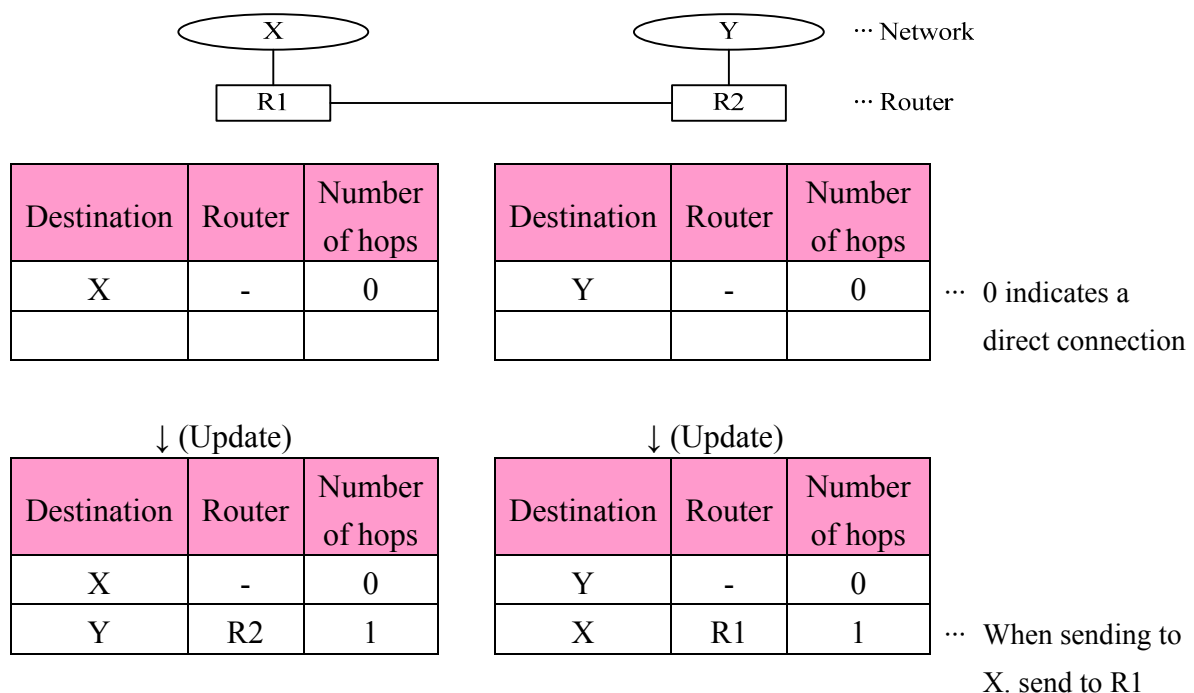 X Y ··· Network
R1 R2 ··· Router
Destination Router Number of hops Destination Router Number of hops
X - 0 Y - 0 ··· 0 indicates a
direct connection
↓ (Update) ↓ (Update)
Destination Router Number of hops Destination Router Number of hops
X - 0 Y - 0
Y R2 1 X R1 1 ··· When sending to
X. send to R1